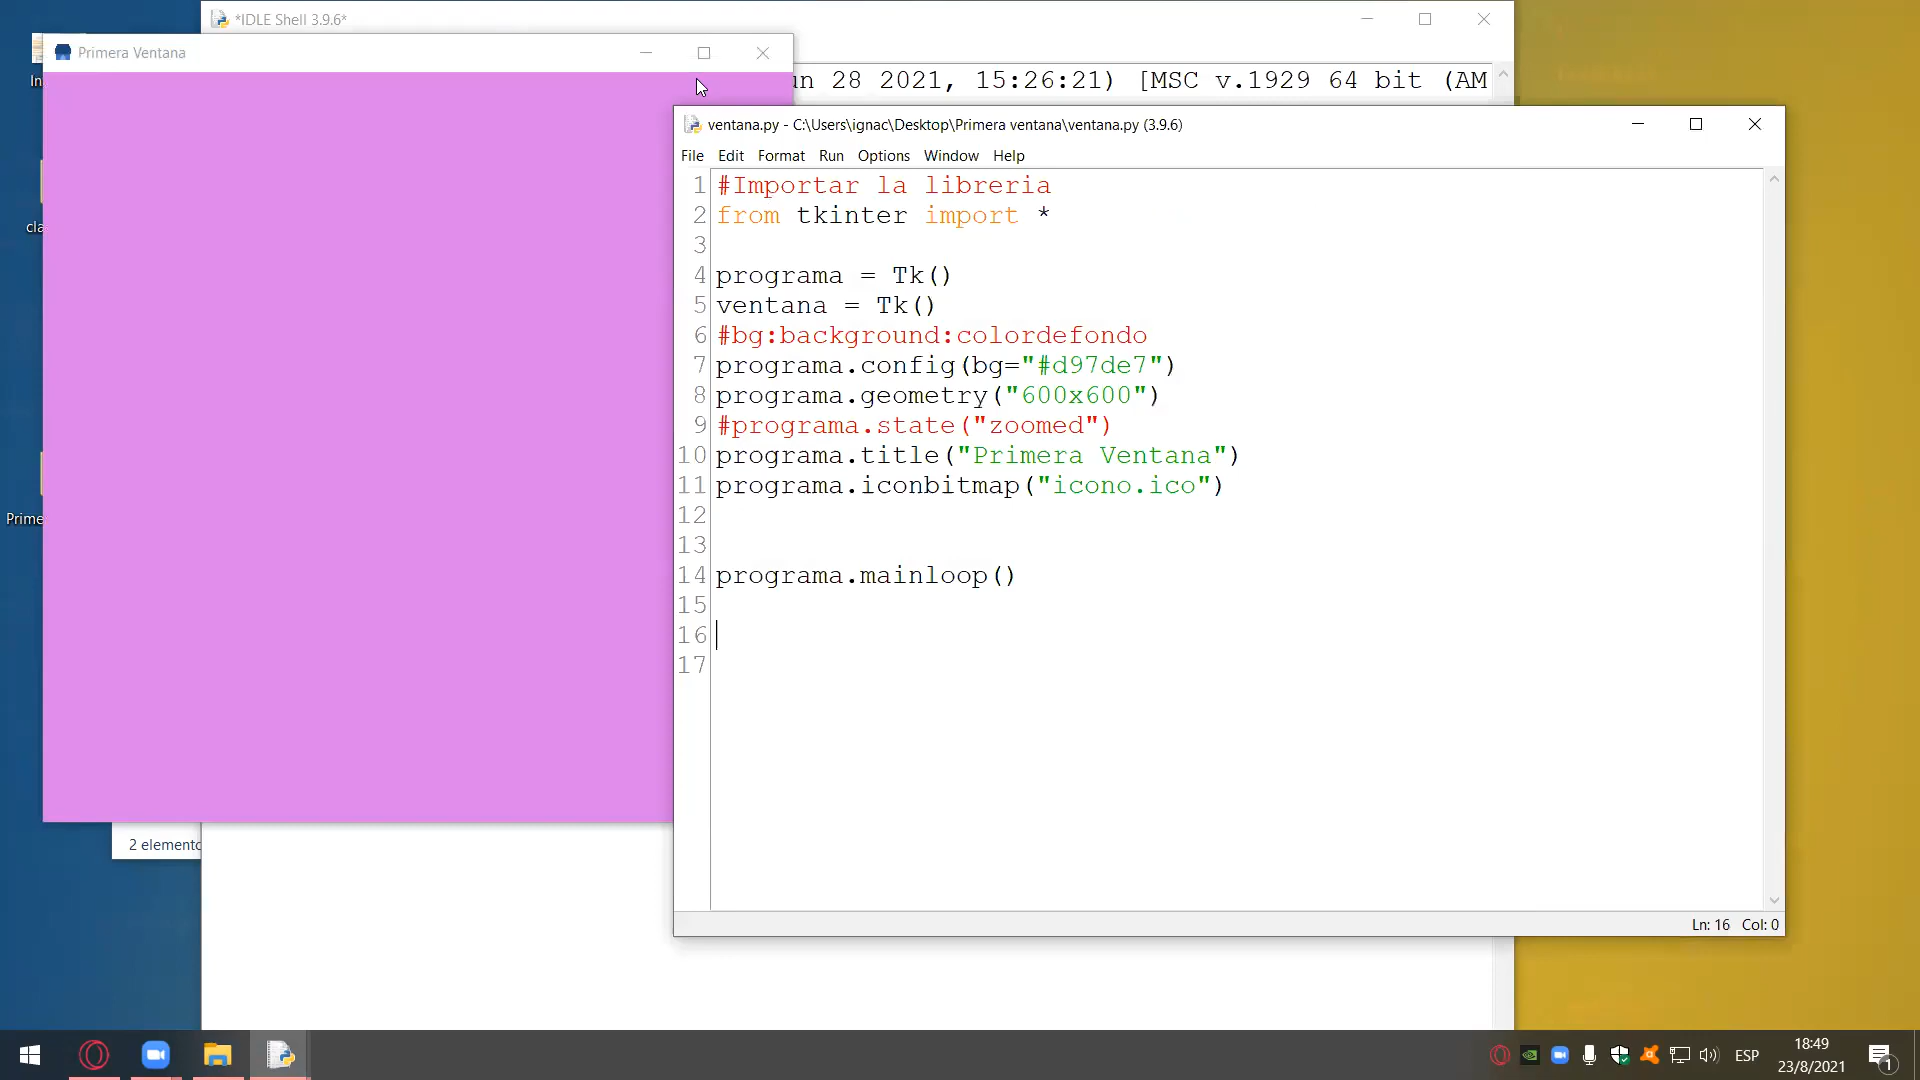 *IDLE Shell 3.9.6*
Primera Ventana
un 28 2021, 15:26:21) [MSC v.1929 64 bit (AM
ventana.py - C:\Users\ignac\Desktop\Primera ventana\ventana.py (3.9.6)
File Edit Format Run Options Window Help
1 #Importar la libreria
2 from tkinter import *
3
4 programa = Tk()
5 ventana = Tk()
6 #bg:background:colordefondo
7 programa.config(bg="#d97de7")
8 programa.geometry("600x600")
9 #programa.state("zoomed")
10 programa.title("Primera Ventana")
11 programa.iconbitmap("icono.ico")
12
13
14 programa.mainloop()
15
16
17
Ln: 16 Col: 0
In
cla
Prime
2 elemento
ESP
18:49
23/8/2021
1